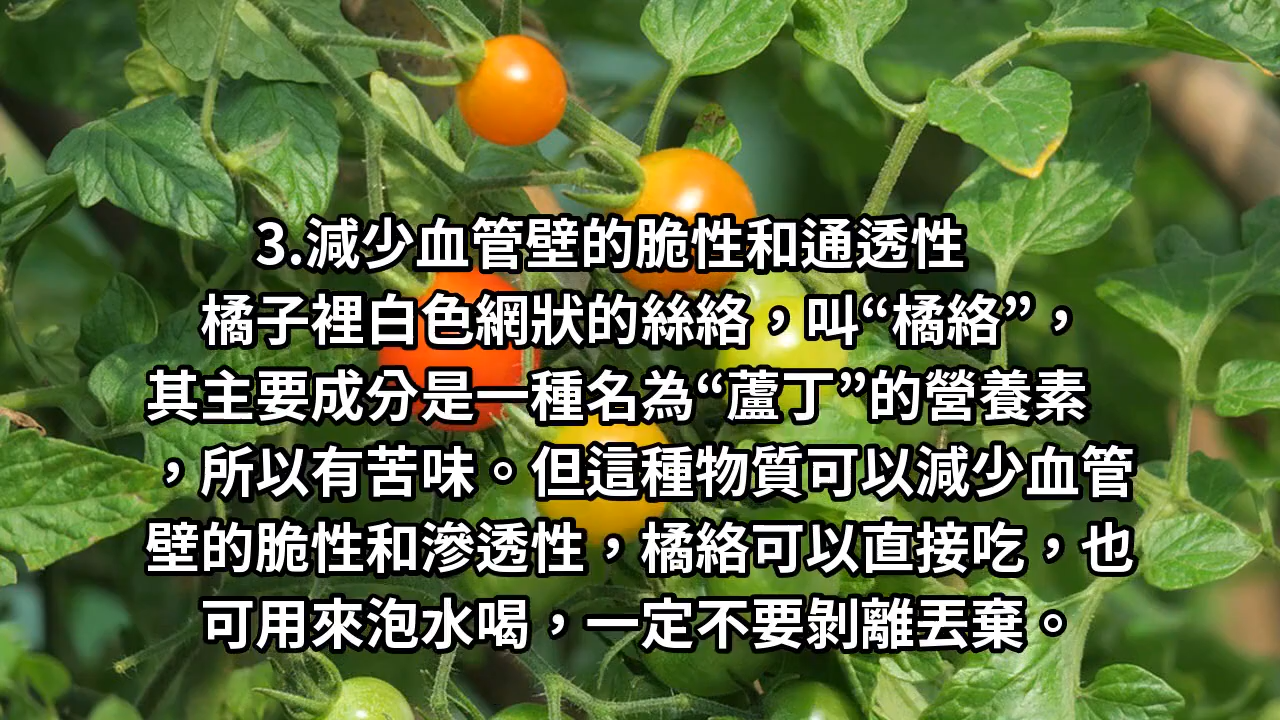 3.減少血管壁的脆性和通透性
橘子裡白色網狀的絲絡，叫“橘絡”，
其主要成分是一種名為“蘆丁”的營養素
，所以有苦味。但這種物質可以減少血管
壁的脆性和滲透性，橘絡可以直接吃，也
可用來泡水喝，一定不要剝離丟棄。